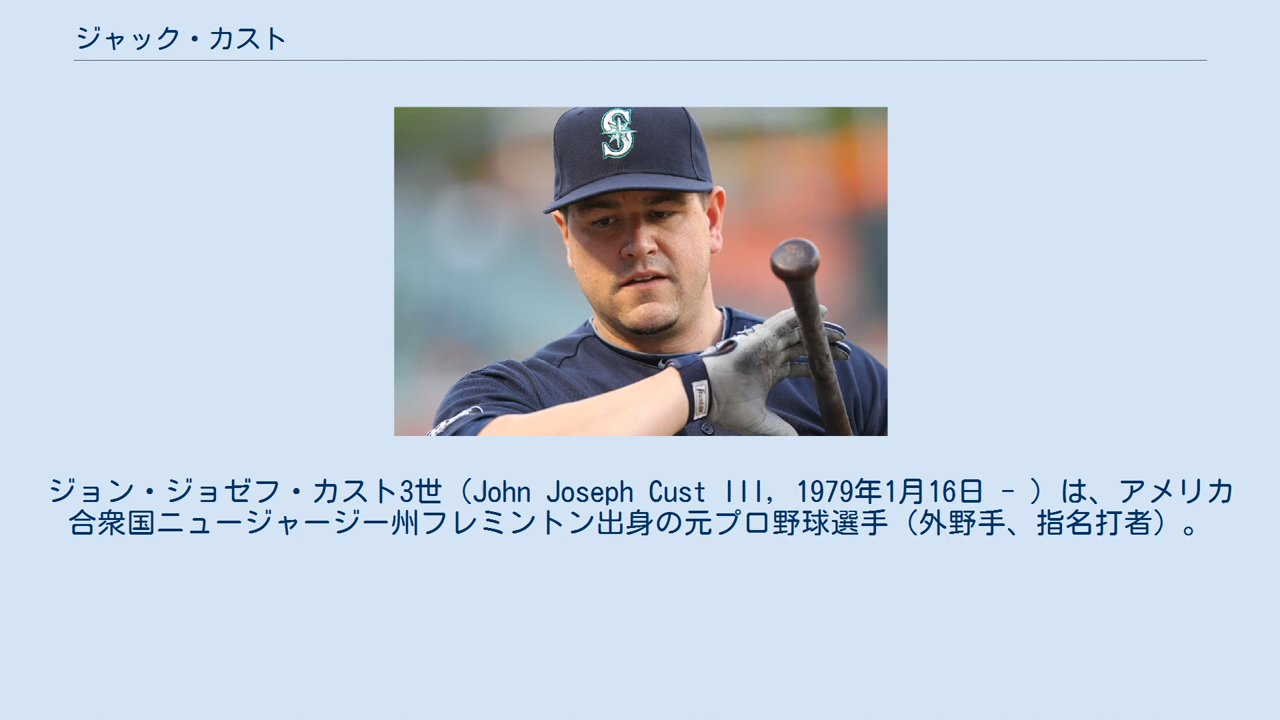 ジャック・カスト
S
ジョン・ジョゼフ・カスト3世（John Joseph Cust III, 1979年1月16日 - ）は、アメリカ
合衆国ニュージャージー州フレミントン出身の元プロ野球選手（外野手、指名打者）。